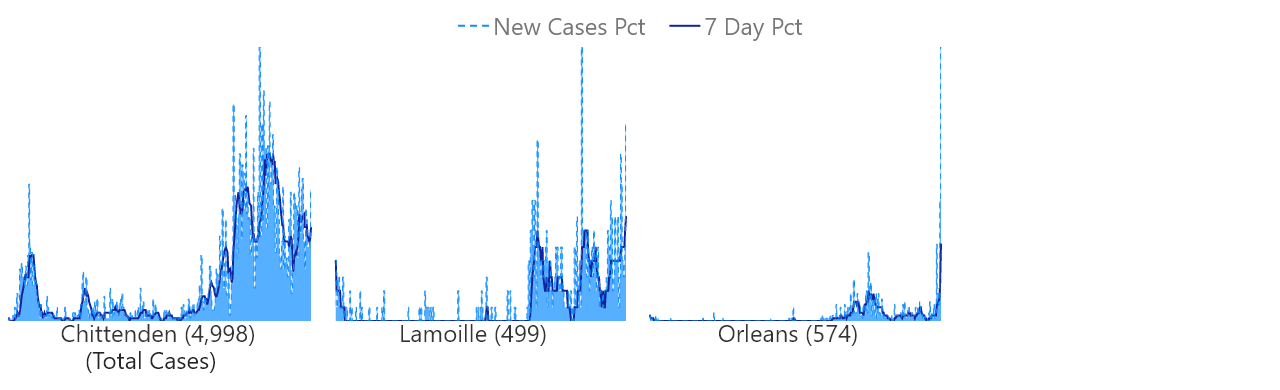 New Cases Pct 7 Day Pct
Chittenden (4,998) Lamoille (499) Orleans (574)
(Total Cases)